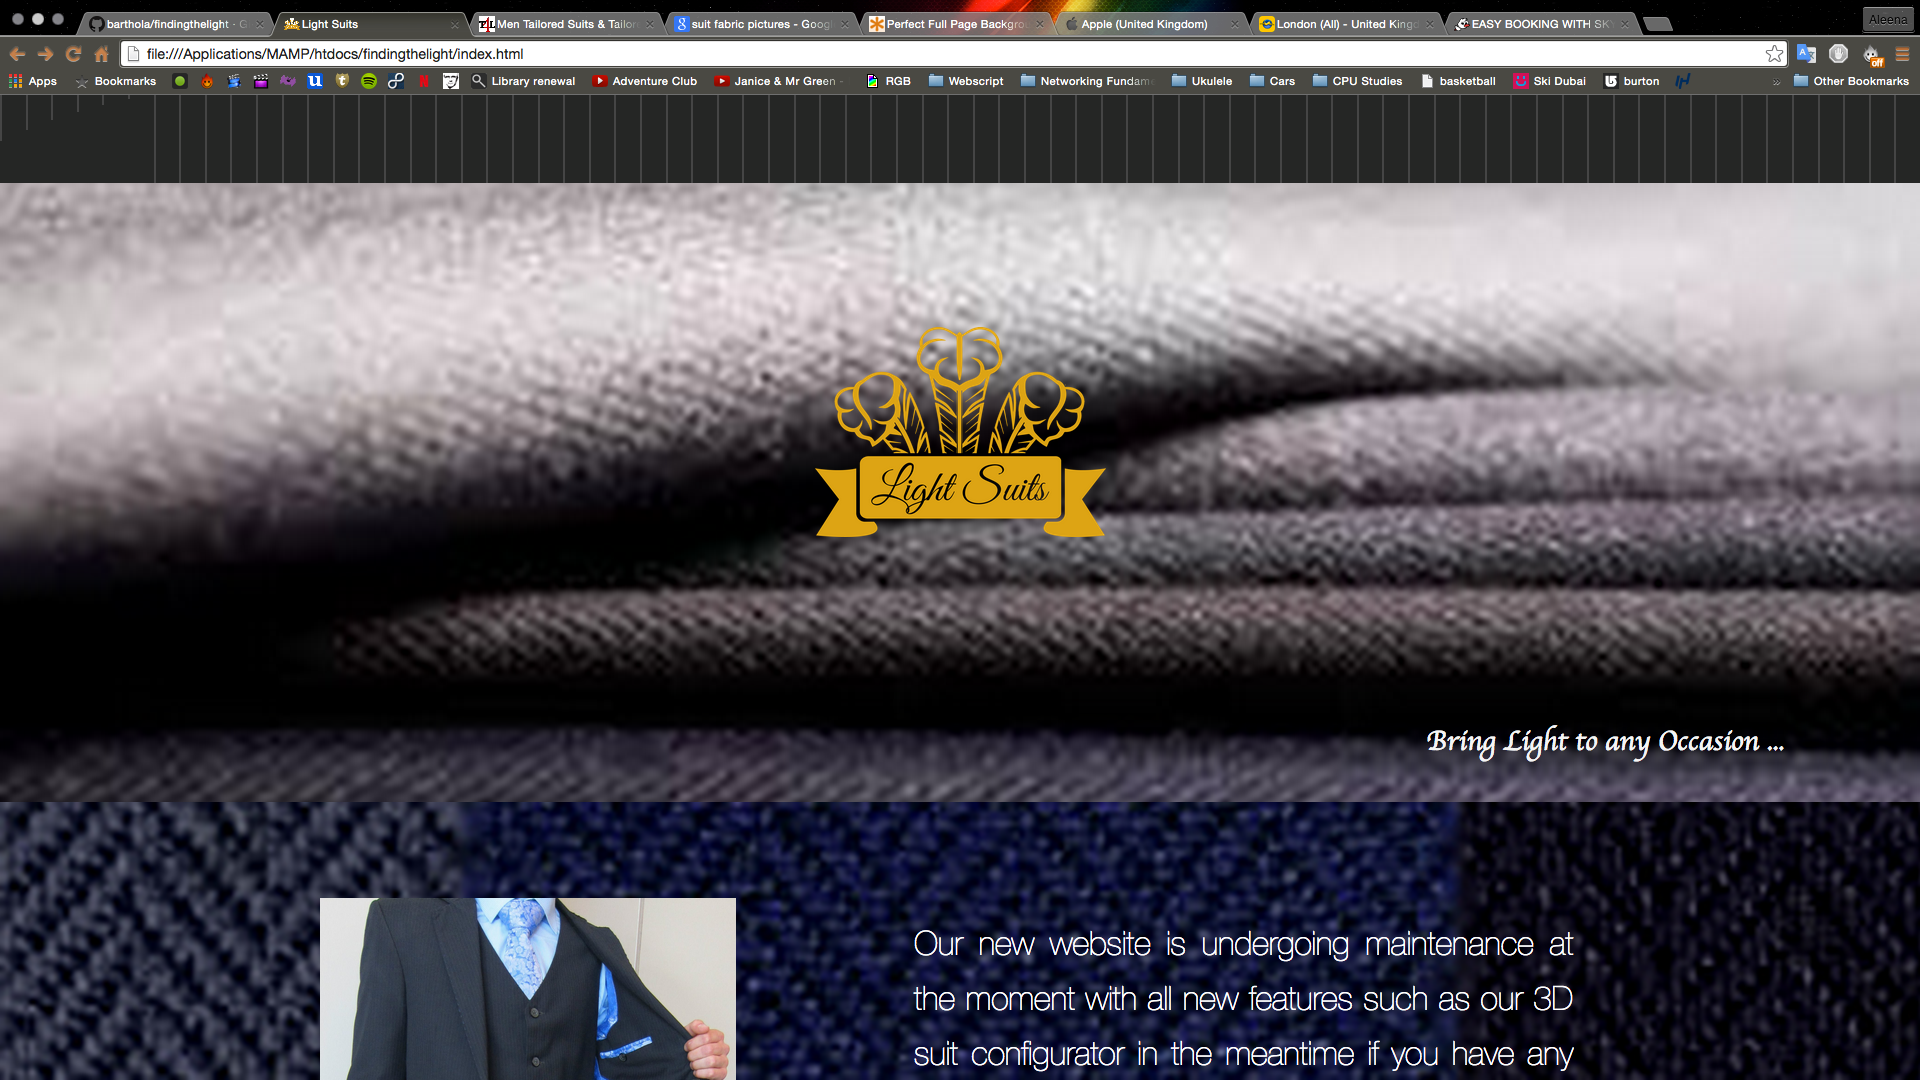 barthola/findingthelight - G
Light Suits
Men Tailored Suits & Tailor
suit fabric pictures - Goog
Perfect Full Page Backgro
Apple (United Kingdom)
London (All) - United King
EASY BOOKING WITH SK
Aleena
file:///Applications/MAMP/htdocs/findingthelight/index.html
Apps
Bookmarks
Library renewal
Adventure Club
Janice & Mr Green -
RGB
Webscript
Networking Fundam
Ukulele
Cars
CPU Studies
basketball
Ski Dubai
burton
»
Other Bookmarks
off
Light Suits
Bring Light to any Occasion ...
Our new website is undergoing maintenance at
the moment with all new features such as our 3D
suit configurator in the meantime if you have any